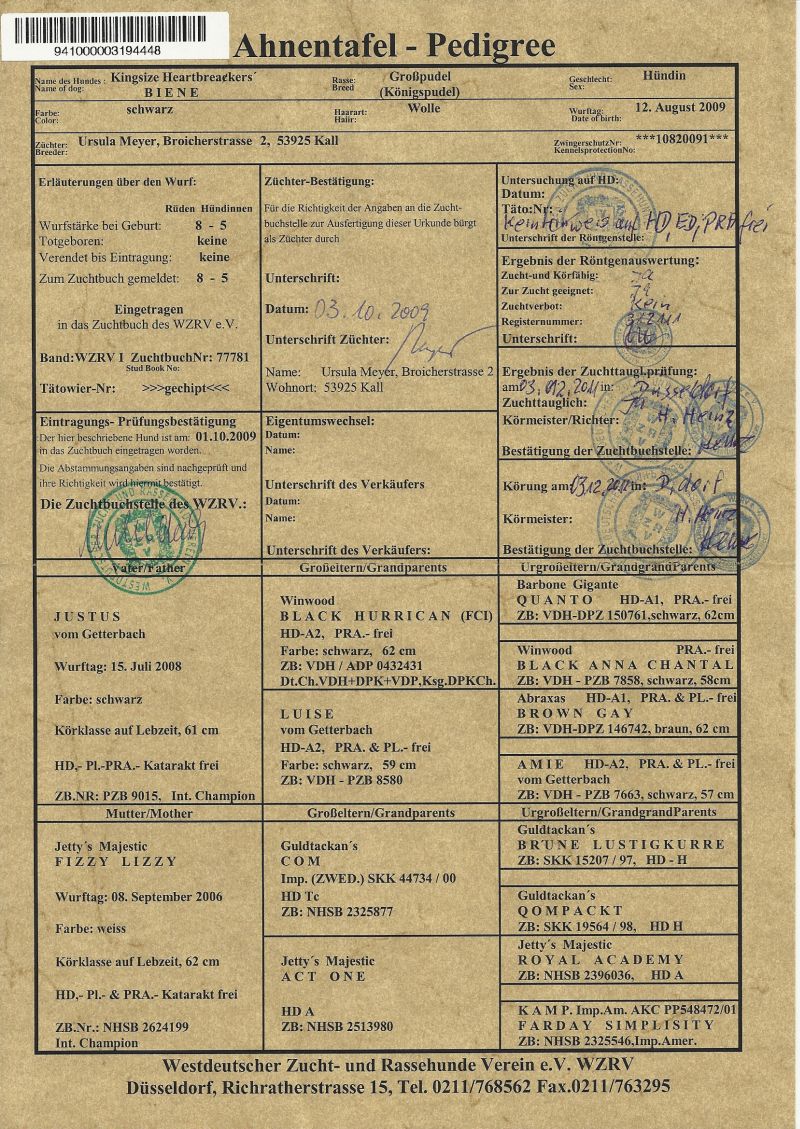 941000003194448
Ahnentafel - Pedigree
Name des Hundes :
Name of dog:
Kingsize Heartbreackers´
B I E N E
Rasse:
Breed
Großpudel
(Königspudel)
Geschlecht:
Sex:
Hündin
Farbe:
Color:
schwarz
Haarart:
Halir:
Wolle
Wurftag:
Date of birth:
12. August 2009
Züchter:
Breeder:
Ursula Meyer, Broicherstrasse 2, 53925 Kall
ZwingerschutzNr:
KennelsprotectionNo:
***10820091***
Erläuterungen über den Wurf:
Rüden Hündinnen
Wurfstärke bei Geburt: 8 - 5
Totgeboren: keine
Verendet bis Eintragung: keine
Zum Zuchtbuch gemeldet: 8 - 5
Eingetragen
in das Zuchtbuch des WZRV e.V.
Band:WZRV I ZuchtbuchNr: 77781
Stud Book No:
Tätowier-Nr: >>>gechipt<<<
Züchter-Bestätigung:
Für die Richtigkeit der Angaben an die Zucht-
buchstelle zur Ausfertigung dieser Urkunde bürgt
als Züchter durch
Unterschrift:
Datum: 03.10.2009
Unterschrift Züchter: Meyer
Name: Ursula Meyer, Broicherstrasse 2
Wohnort: 53925 Kall
Untersuchung auf HD:
Datum:
Täto:Nr:
kein Hinweis auf HD, ED, PRA frei
Unterschrift der Röntgenstelle:
Ergebnis der Röntgenauswertung:
Zucht-und Körfähig: Ja
Zur Zucht geeignet: Ja
Zuchtverbot: kein
Registernummer:
Unterschrift:
Ergebnis der Zuchttaugl.prüfung:
am 03.12.2011 in: Düsseldorf
Zuchttauglich: Ja
Körmeister/Richter: H. Heinz
Bestätigung der Zuchtbuchstelle: Heinz
Eintragungs- Prüfungsbestätigung
Der hier beschriebene Hund ist am: 01.10.2009
in das Zuchtbuch eingetragen worden.
Die Abstammungsangaben sind nachgeprüft und
ihre Richtigkeit wird hiermit bestätigt.
Die Zuchtbuchstelle des WZRV.:
Eigentumswechsel:
Datum:
Name:
Unterschrift des Verkäufers
Datum:
Name:
Unterschrift des Verkäufers:
Körung am: 03.12.2011 in: D,dorf
Körmeister: H. Heinz
Bestätigung der Zuchtbuchstelle: Heinz
Vater/Father
J U S T U S
vom Getterbach
Wurftag: 15. Juli 2008
Farbe: schwarz
Körklasse auf Lebzeit, 61 cm
HD,- Pl.-PRA.- Katarakt frei
ZB.NR: PZB 9015, Int. Champion
Großeltern/Grandparents
Winwood
B L A C K H U R R I C A N (FCI)
HD-A2, PRA.- frei
Farbe: schwarz, 62 cm
ZB: VDH / ADP 0432431
Dt.Ch.VDH+DPK+VDP,Ksg.DPKCh.
L U I S E
vom Getterbach
HD-A2, PRA. & PL.- frei
Farbe: schwarz, 59 cm
ZB: VDH - PZB 8580
Urgroßeltern/GrandgrandParents
Barbone Gigante
Q U A N T O HD-A1, PRA.- frei
ZB: VDH-DPZ 150761,schwarz, 62cm
Winwood PRA.- frei
B L A C K A N N A C H A N T A L
ZB: VDH - PZB 7858, schwarz, 58cm
Abraxas HD-A1, PRA. & PL.- frei
B R O W N G A Y
ZB: VDH-DPZ 146742, braun, 62 cm
A M I E HD-A2, PRA. & PL.- frei
vom Getterbach
ZB: VDH - PZB 7663, schwarz, 57 cm
Mutter/Mother
Jetty´s Majestic
F I Z Z Y L I Z Z Y
Wurftag: 08. September 2006
Farbe: weiss
Körklasse auf Lebzeit, 62 cm
HD,- Pl.- & PRA.- Katarakt frei
ZB.Nr.: NHSB 2624199
Int. Champion
Großeltern/Grandparents
Guldtackan´s
C O M
Imp. (ZWED.) SKK 44734 / 00
HD Tc
ZB: NHSB 2325877
Jetty´s Majestic
A C T O N E
HD A
ZB: NHSB 2513980
Urgroßeltern/GrandgrandParents
Guldtackan´s
B R U N E L U S T I G K U R R E
ZB: SKK 15207 / 97, HD - H
Guldtackan´s
Q O M P A C K T
ZB: SKK 19564 / 98, HD H
Jetty´s Majestic
R O Y A L A C A D E M Y
ZB: NHSB 2396036, HD A
K A M P. Imp.Am. AKC PP548472/01
F A R D A Y S I M P L I S I T Y
ZB: NHSB 2325546,Imp.Amer.
Westdeutscher Zucht- und Rassehunde Verein e.V. WZRV
Düsseldorf, Richratherstrasse 15, Tel. 0211/768562 Fax.0211/763295